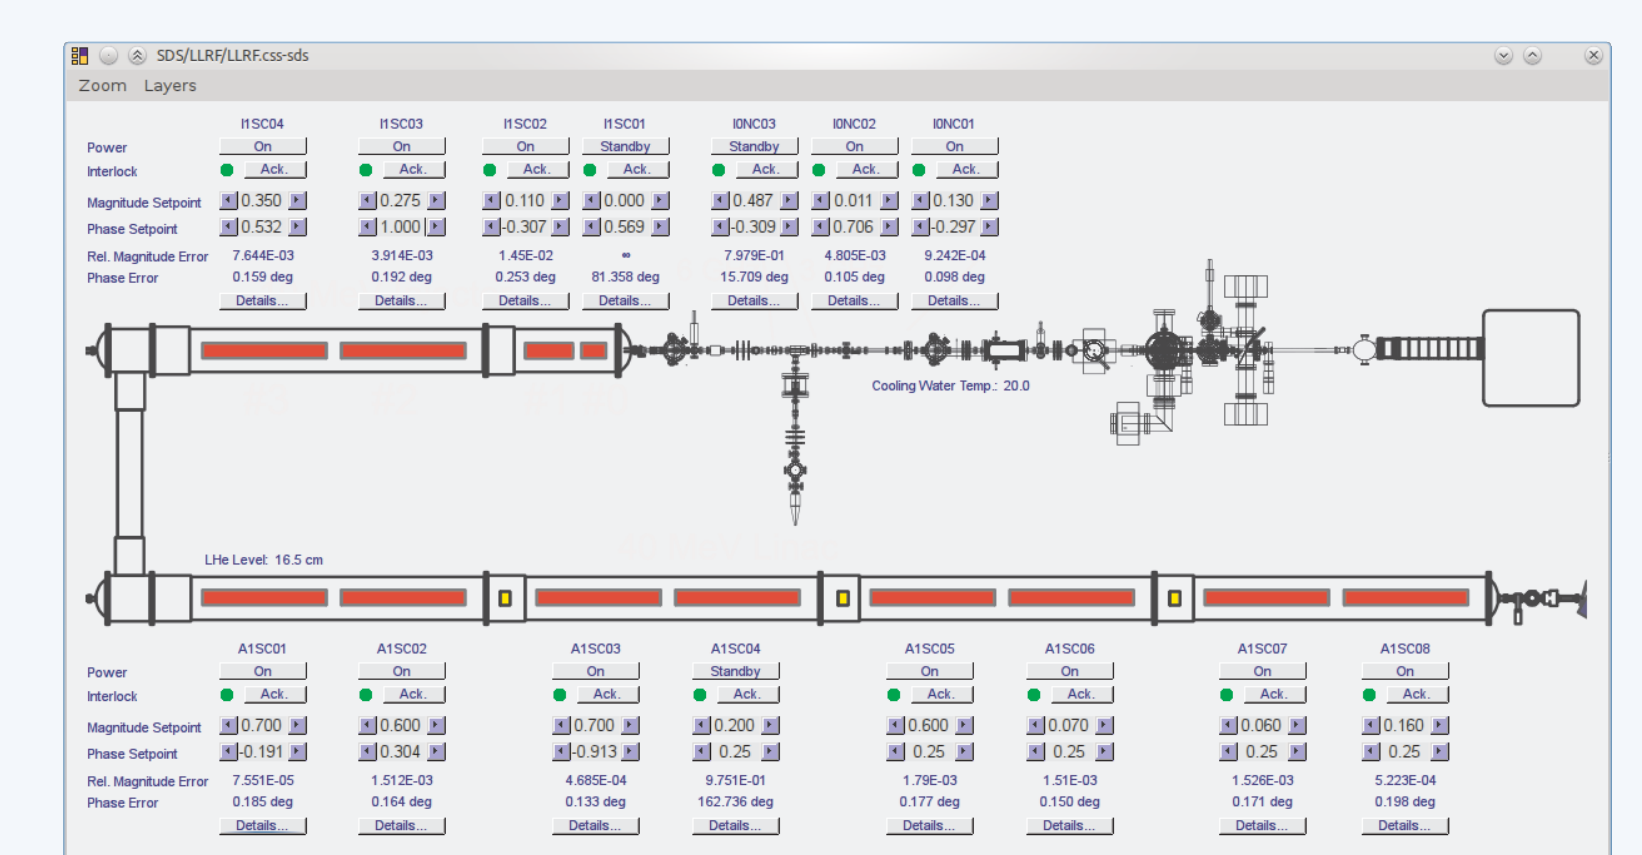 SDS/LLRF/LLRF.css-sds
Zoom Layers
I1SC04 I1SC03 I1SC02 I1SC01 I0NC03 I0NC02 I0NC01
Power On On On Standby Standby On On
Interlock Ack. Ack. Ack. Ack. Ack. Ack. Ack.
Magnitude Setpoint 0.350 0.275 0.110 0.000 0.487 0.011 0.130
Phase Setpoint 0.532 1.000 -0.307 0.569 -0.309 0.706 -0.297
Rel. Magnitude Error 7.644E-03 3.914E-03 1.45E-02 ∞ 7.979E-01 4.805E-03 9.242E-04
Phase Error 0.159 deg 0.192 deg 0.253 deg 81.358 deg 15.709 deg 0.105 deg 0.098 deg
Details... Details... Details... Details... Details... Details... Details...
Cooling Water Temp.: 20.0
LHe Level: 16.5 cm
A1SC01 A1SC02 A1SC03 A1SC04 A1SC05 A1SC06 A1SC07 A1SC08
Power On On On Standby On On On On
Interlock Ack. Ack. Ack. Ack. Ack. Ack. Ack. Ack.
Magnitude Setpoint 0.700 0.600 0.700 0.200 0.600 0.070 0.060 0.160
Phase Setpoint -0.191 0.304 -0.913 0.25 0.25 0.25 0.25 0.25
Rel. Magnitude Error 7.551E-05 1.512E-03 4.685E-04 9.751E-01 1.79E-03 1.51E-03 1.526E-03 5.223E-04
Phase Error 0.185 deg 0.164 deg 0.133 deg 162.736 deg 0.177 deg 0.150 deg 0.171 deg 0.198 deg
Details... Details... Details... Details... Details... Details... Details... Details...